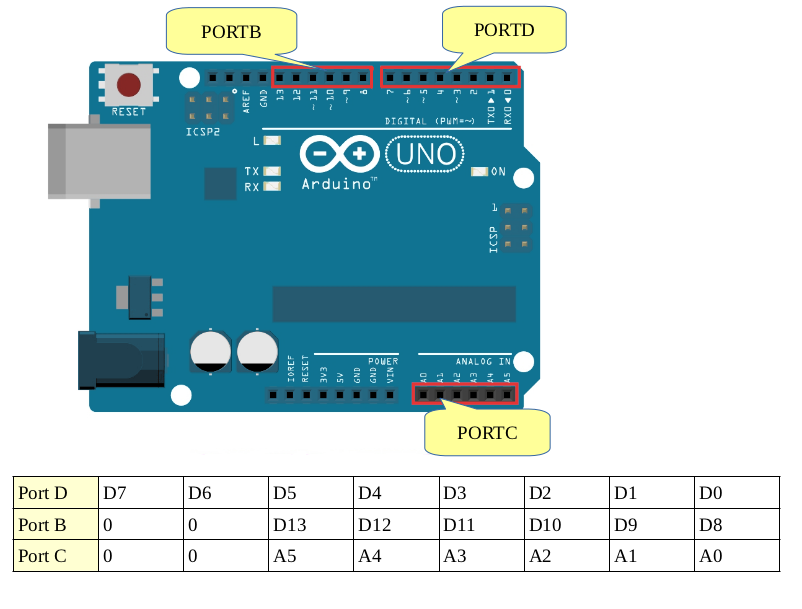 PORTB
PORTD
RESET
ICSP2
AREF
GND
13
12
~11
~10
~9
8
7
~6
~5
4
~3
2
TX0▶1
RX0◀0
DIGITAL (PWM=~)
L
TX
RX
Arduino™
UNO
ON
1
ICSP
POWER
ANALOG IN
IOREF
RESET
3V3
5V
GND
GND
VIN
A0
A1
A2
A3
A4
A5
PORTC
Port D D7 D6 D5 D4 D3 D2 D1 D0
Port B 0 0 D13 D12 D11 D10 D9 D8
Port C 0 0 A5 A4 A3 A2 A1 A0